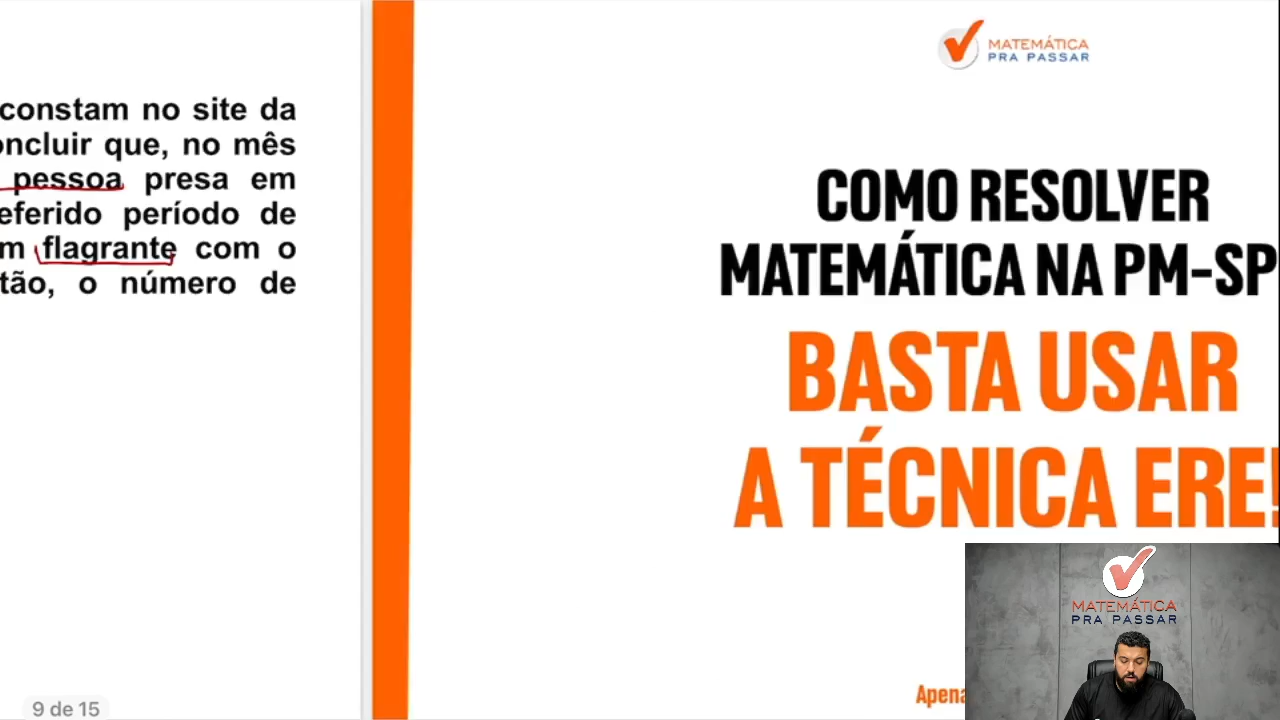 constam no site da
oncluir que, no mês
pessoa presa em
eferido período de
m flagrante com o
tão, o número de
9 de 15
MATEMÁTICA
PRA PASSAR
COMO RESOLVER
MATEMÁTICA NA PM-SP
BASTA USAR
A TÉCNICA ERE!
Apena
MATEMÁTICA
PRA PASSAR